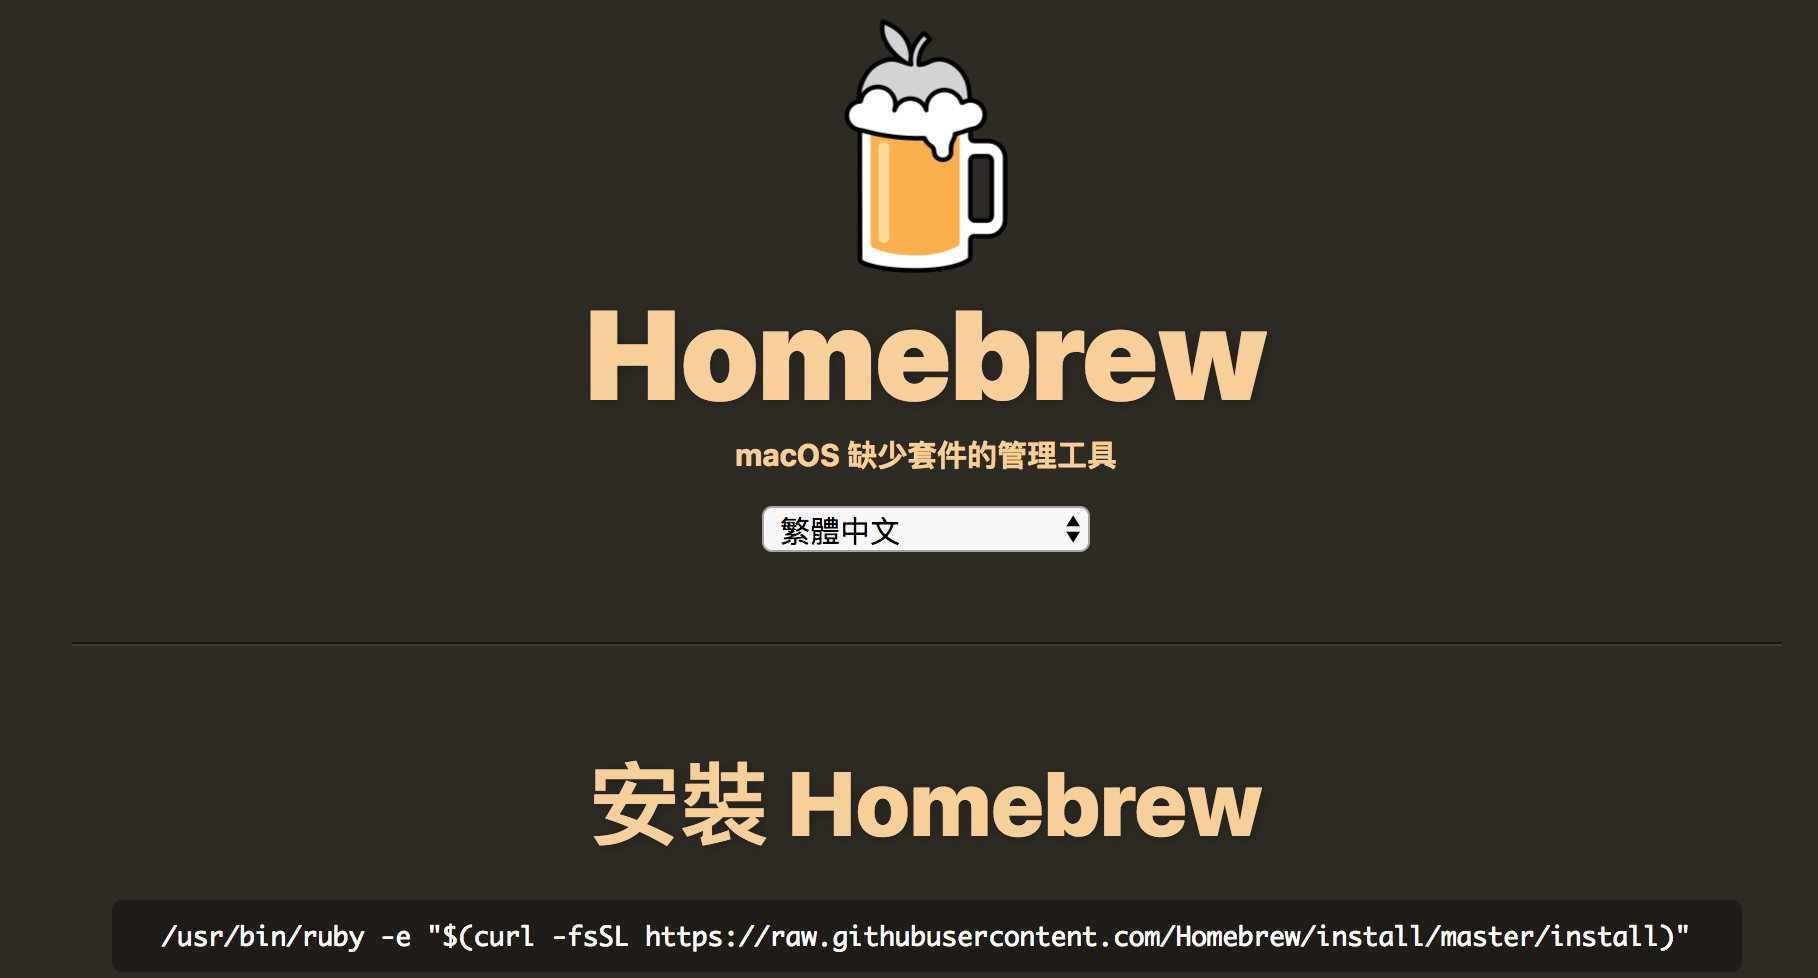 Homebrew
macOS 缺少套件的管理工具
繁體中文
安裝 Homebrew
/usr/bin/ruby -e "$(curl -fsSL https://raw.githubusercontent.com/Homebrew/install/master/install)"